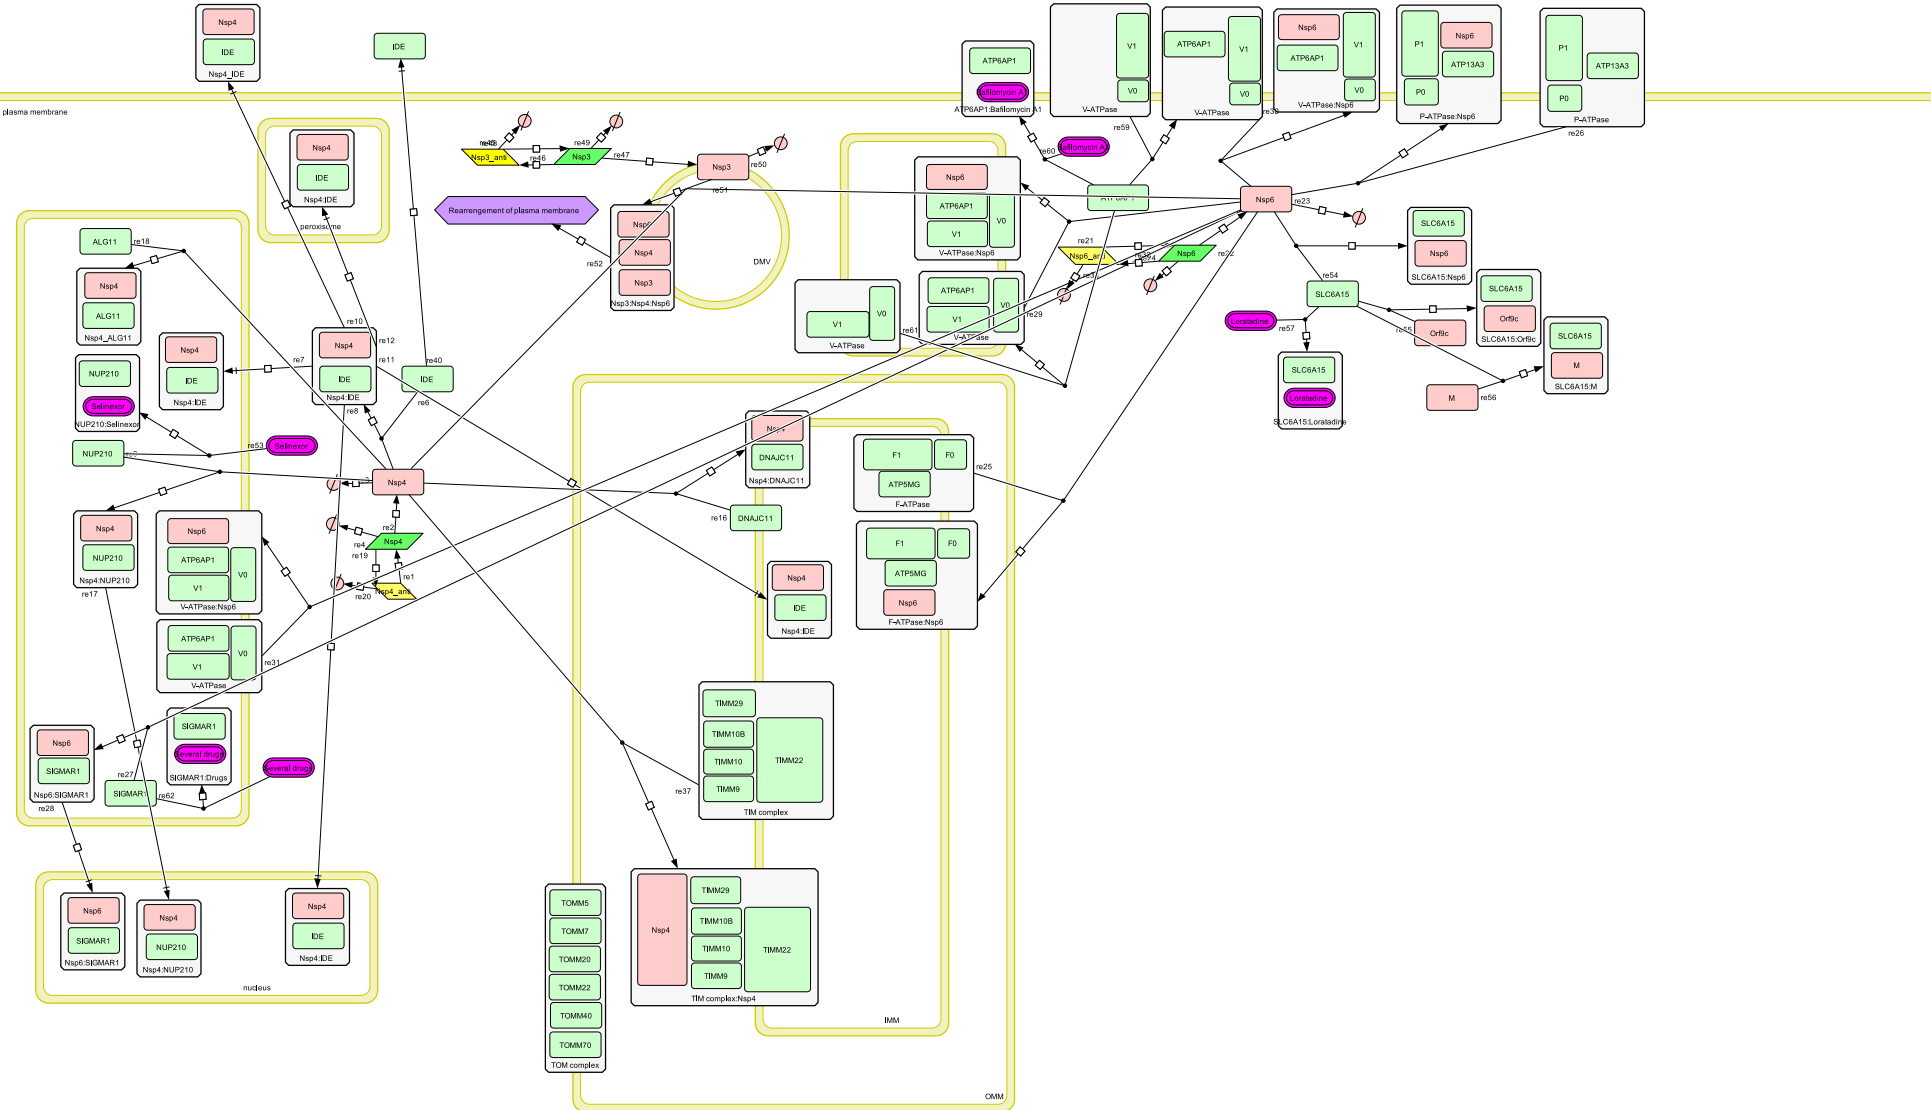 Nsp4
IDE
Nsp4_IDE
IDE
plasma membrane
Nsp4
IDE
Nsp4:IDE
peroxisome
re48
re49
Nsp3_anti
re46
Nsp3
re47
Nsp3
re50
re51
Rearrengement of plasma membrane
Nsp4
Nsp3
Nsp3:Nsp4:Nsp6
re52
DMV
ATP6AP1
ATP6AP1:Bafilomycin A1
V1
V0
V-ATPase
re59
re60
ATP6AP1
V1
V0
V-ATPase
Nsp6
ATP6AP1
V1
V0
V-ATPase:Nsp6
P1
Nsp6
ATP13A3
P0
P-ATPase:Nsp6
P1
ATP13A3
P0
P-ATPase
re26
Nsp6
ATP6AP1
V1
V0
V-ATPase:Nsp6
ATP6AP1
V1
V0
V-ATPase
re29
V1
V0
V-ATPase
re61
Nsp6
re23
re21
Nsp6_anti
Nsp6
re22
SLC6A15
Nsp6
SLC6A15:Nsp6
re54
SLC6A15
SLC6A15
Orf9c
SLC6A15:Orf9c
Orf9c
re55
Loratadine
re57
SLC6A15
Loratadine
SLC6A15:Loratadine
SLC6A15
M
SLC6A15:M
M
re56
ALG11
re18
Nsp4
ALG11
Nsp4_ALG11
Nsp4
IDE
Nsp4:IDE
NUP210
Selinexor
NUP210:Selinexor
NUP210
re53
Selinexor
re10
re12
re11
re7
Nsp4
IDE
Nsp4:IDE
re8
re40
IDE
re6
Nsp4
re2
re4
Nsp4
re19
re1
re20
Nsp4_anti
Nsp4
NUP210
Nsp4:NUP210
re17
Nsp6
ATP6AP1
V1
V0
V-ATPase:Nsp6
ATP6AP1
V1
V0
V-ATPase
re31
SIGMAR1
Several drugs
SIGMAR1:Drugs
Several drugs
Nsp6
SIGMAR1
Nsp6:SIGMAR1
re28
re27
SIGMAR1
re62
Nsp6
SIGMAR1
Nsp6:SIGMAR1
Nsp4
NUP210
Nsp4:NUP210
Nsp4
IDE
Nsp4:IDE
nucleus
Nsp4
DNAJC11
Nsp4:DNAJC11
re16
DNAJC11
F1
F0
ATP5MG
F-ATPase
re25
F1
F0
ATP5MG
Nsp6
F-ATPase:Nsp6
Nsp4
IDE
Nsp4:IDE
TIMM29
TIMM10B
TIMM10
TIMM9
TIMM22
TIM complex
re37
Nsp4
TIMM29
TIMM10B
TIMM10
TIMM9
TIMM22
TIM complex:Nsp4
TOMM5
TOMM7
TOMM20
TOMM22
TOMM40
TOMM70
TOM complex
IMM
OMM